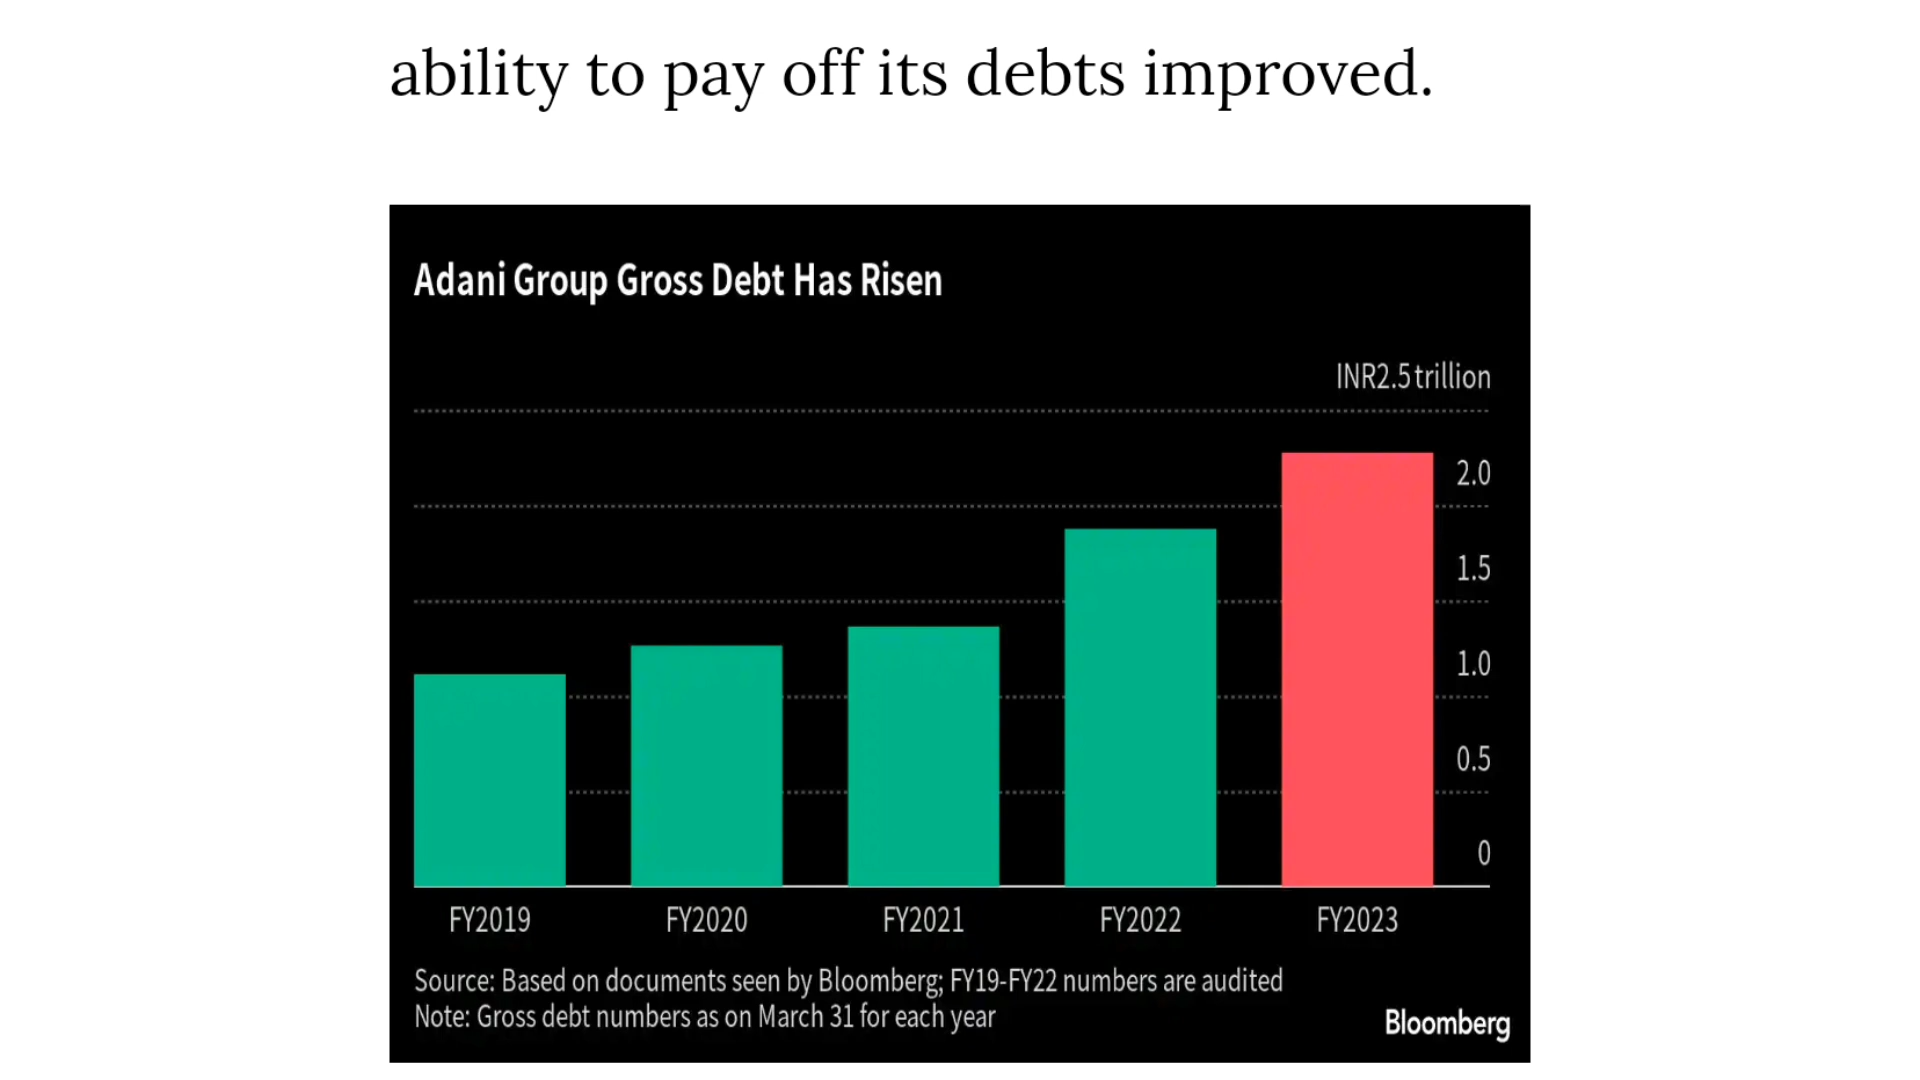 ability to pay off its debts improved.
Adani Group Gross Debt Has Risen
INR2.5 trillion
2.0
1.5
1.0
0.5
0
FY2019 FY2020 FY2021 FY2022 FY2023
Source: Based on documents seen by Bloomberg; FY19-FY22 numbers are audited
Note: Gross debt numbers as on March 31 for each year
Bloomberg